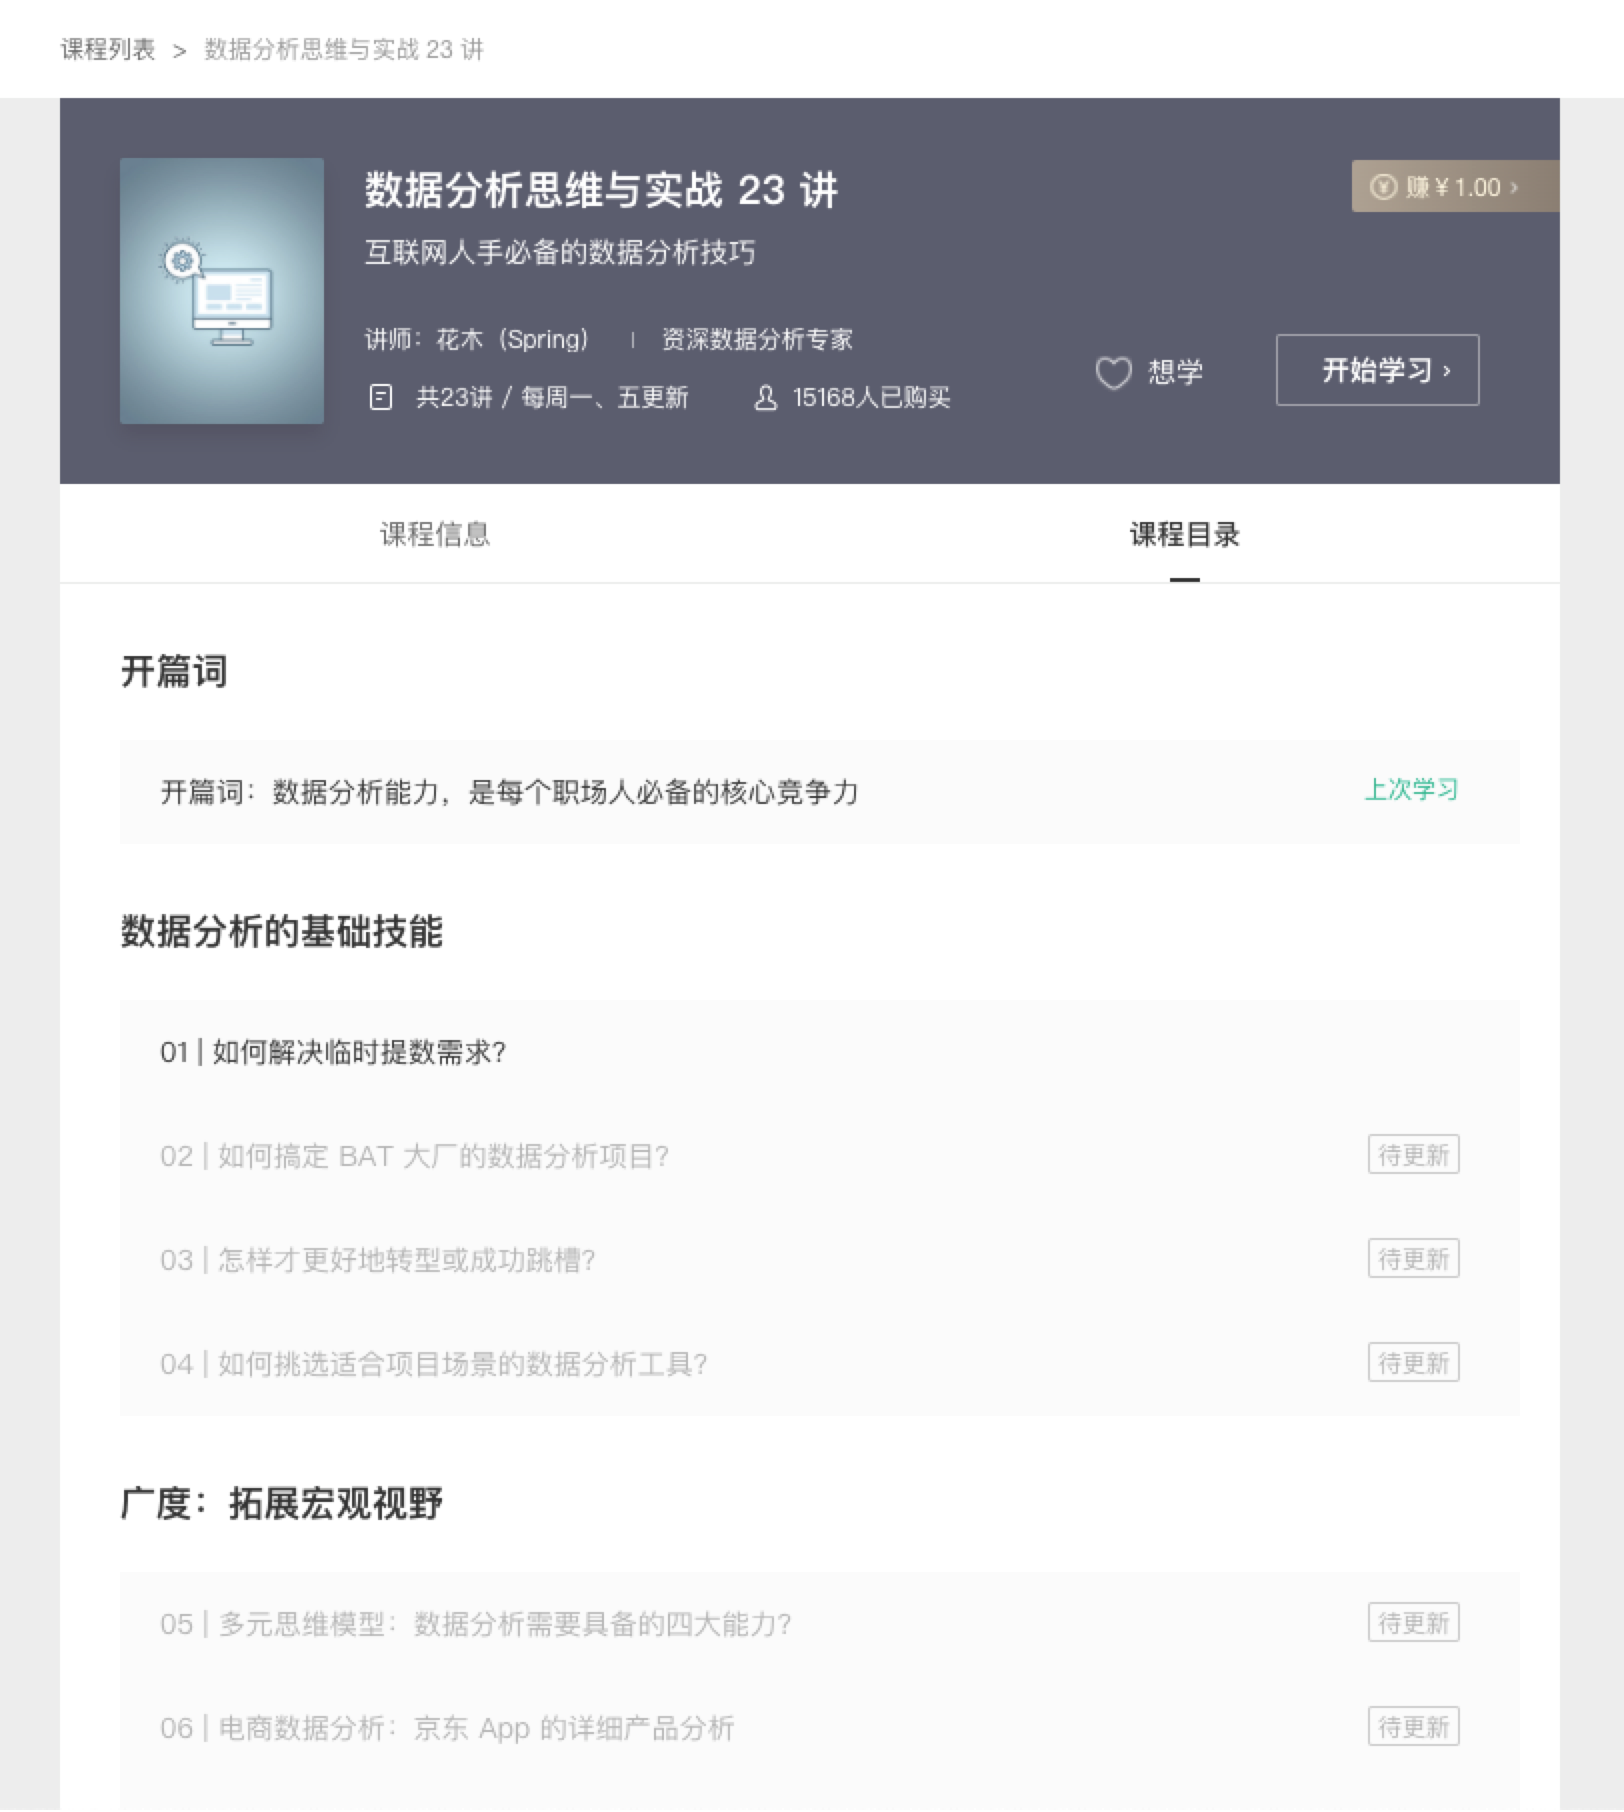 课程列表 > 数据分析思维与实战 23 讲
数据分析思维与实战 23 讲
赚 ¥ 1.00 ›
互联网人手必备的数据分析技巧
讲师：花木（Spring） | 资深数据分析专家
共23讲 / 每周一、五更新 15168人已购买
想学
开始学习 ›
课程信息 课程目录
开篇词
开篇词：数据分析能力，是每个职场人必备的核心竞争力 上次学习
数据分析的基础技能
01 | 如何解决临时提数需求？
02 | 如何搞定 BAT 大厂的数据分析项目？ 待更新
03 | 怎样才更好地转型或成功跳槽？ 待更新
04 | 如何挑选适合项目场景的数据分析工具？ 待更新
广度：拓展宏观视野
05 | 多元思维模型：数据分析需要具备的四大能力？ 待更新
06 | 电商数据分析：京东 App 的详细产品分析 待更新